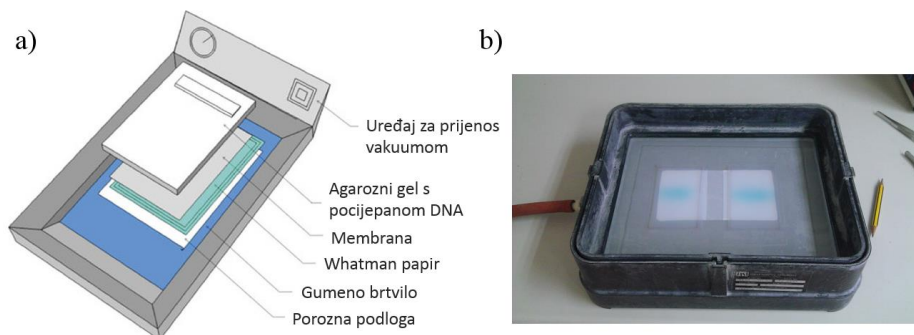 a)
b)
Uređaj za prijenos
vakuumom
Agarozni gel s
pocijepanom DNA
Membrana
Whatman papir
Gumeno brtvilo
Porozna podloga